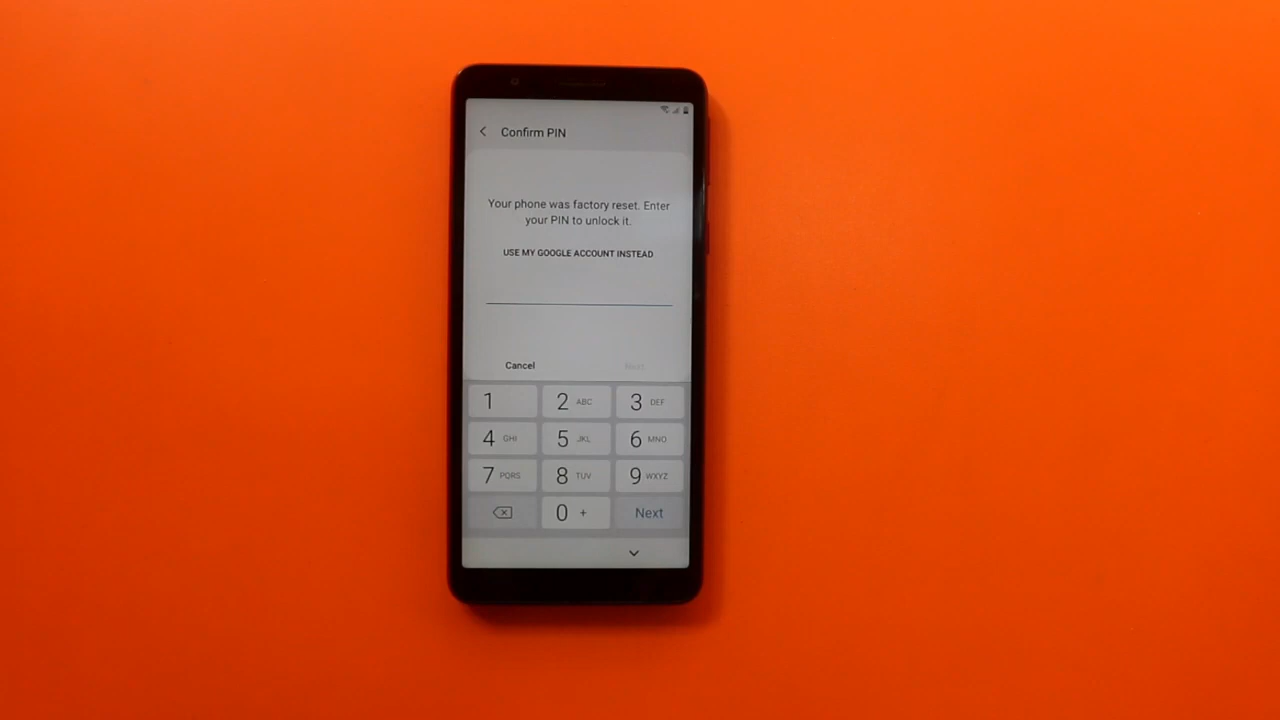 Confirm PIN
Your phone was factory reset. Enter
your PIN to unlock it.
USE MY GOOGLE ACCOUNT INSTEAD
Cancel Next
1 2 ABC 3 DEF
4 GHI 5 JKL 6 MNO
7 PQRS 8 TUV 9 WXYZ
0 + Next